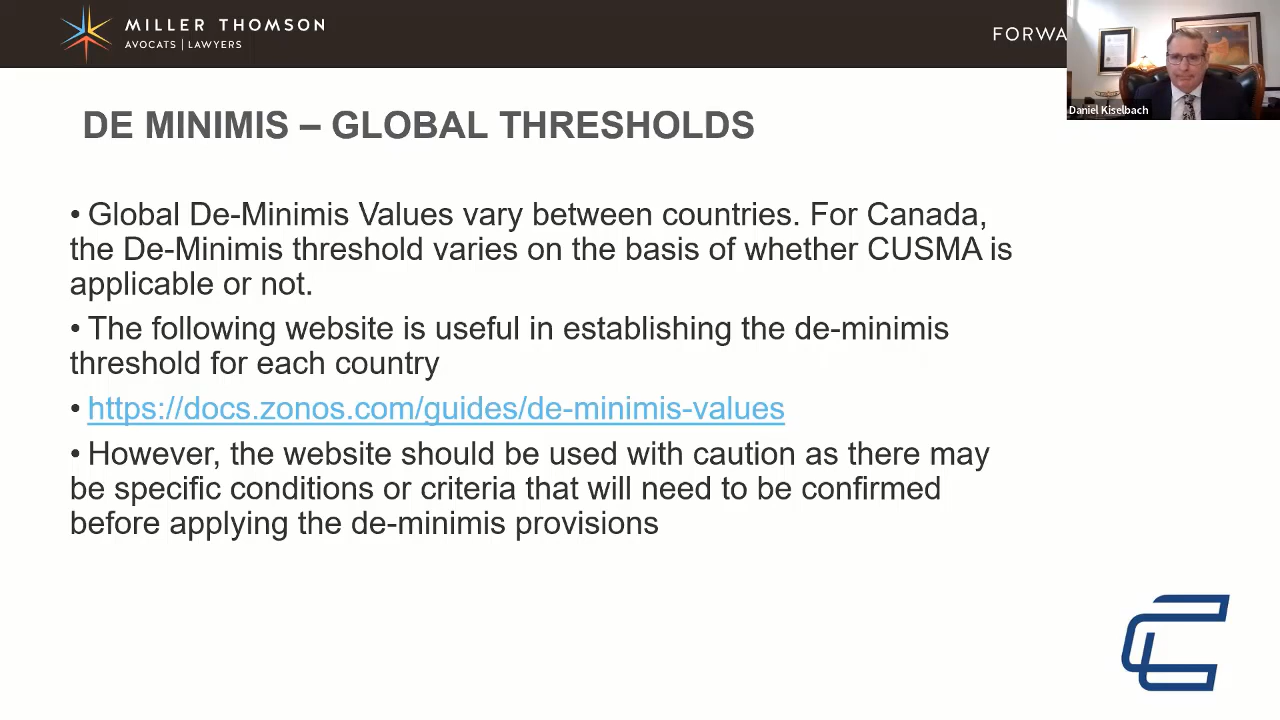 MILLER THOMSON
AVOCATS | LAWYERS
FORWA
Daniel Kiselbach
DE MINIMIS – GLOBAL THRESHOLDS
• Global De-Minimis Values vary between countries. For Canada,
the De-Minimis threshold varies on the basis of whether CUSMA is
applicable or not.
• The following website is useful in establishing the de-minimis
threshold for each country
• https://docs.zonos.com/guides/de-minimis-values
• However, the website should be used with caution as there may
be specific conditions or criteria that will need to be confirmed
before applying the de-minimis provisions